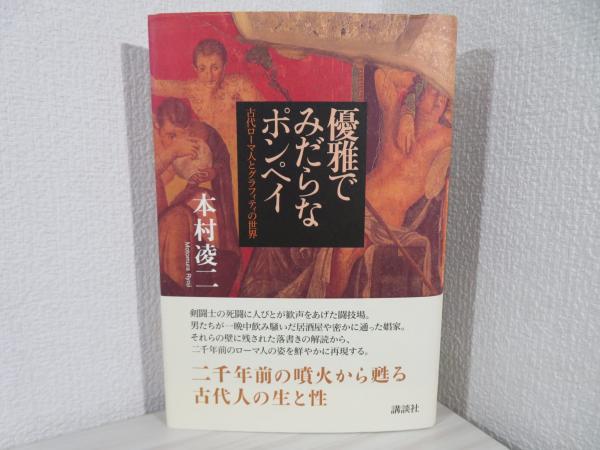 優雅で
みだらな
ポンペイ
古代ローマ人とグラフィティの世界
本村凌二
Motomura Ryoji
剣闘士の死闘に人びとが歓声をあげた闘技場。
男たちが一晩中飲み騒いだ居酒屋や密かに通った娼家。
それらの壁に残された落書きの解読から、
二千年前のローマ人の姿を鮮やかに再現する。
二千年前の噴火から甦る
古代人の生と性
講談社